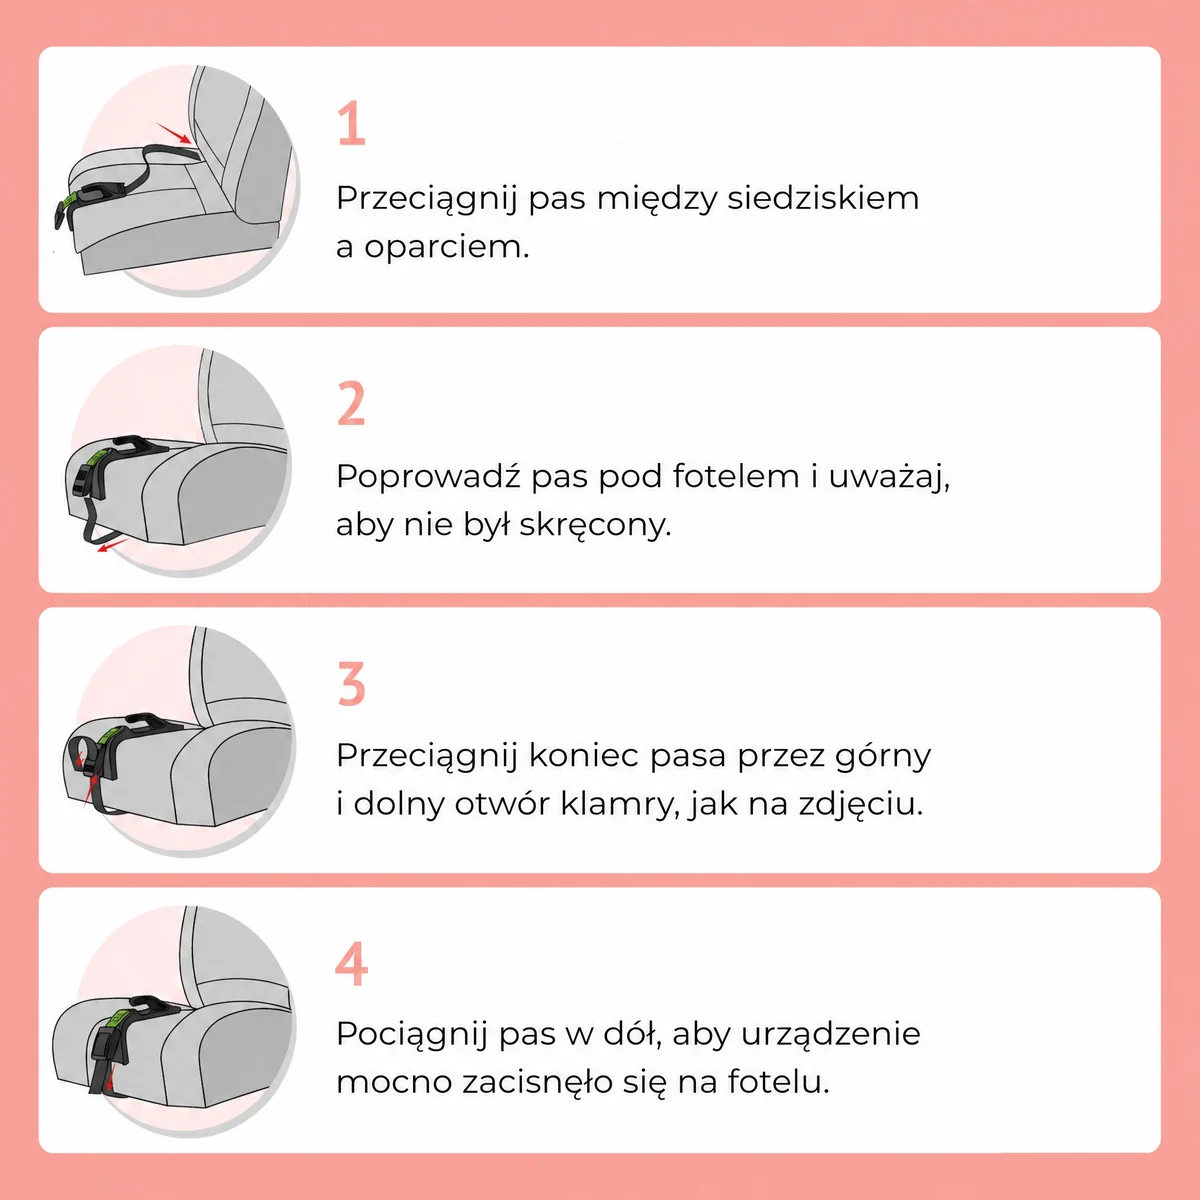 1
Przeciągnij pas między siedziskiem
a oparciem.
2
Poprowadź pas pod fotelem i uważaj,
aby nie był skręcony.
3
Przeciągnij koniec pasa przez górny
i dolny otwór klamry, jak na zdjęciu.
4
Pociągnij pas w dół, aby urządzenie
mocno zacisnęło się na fotelu.